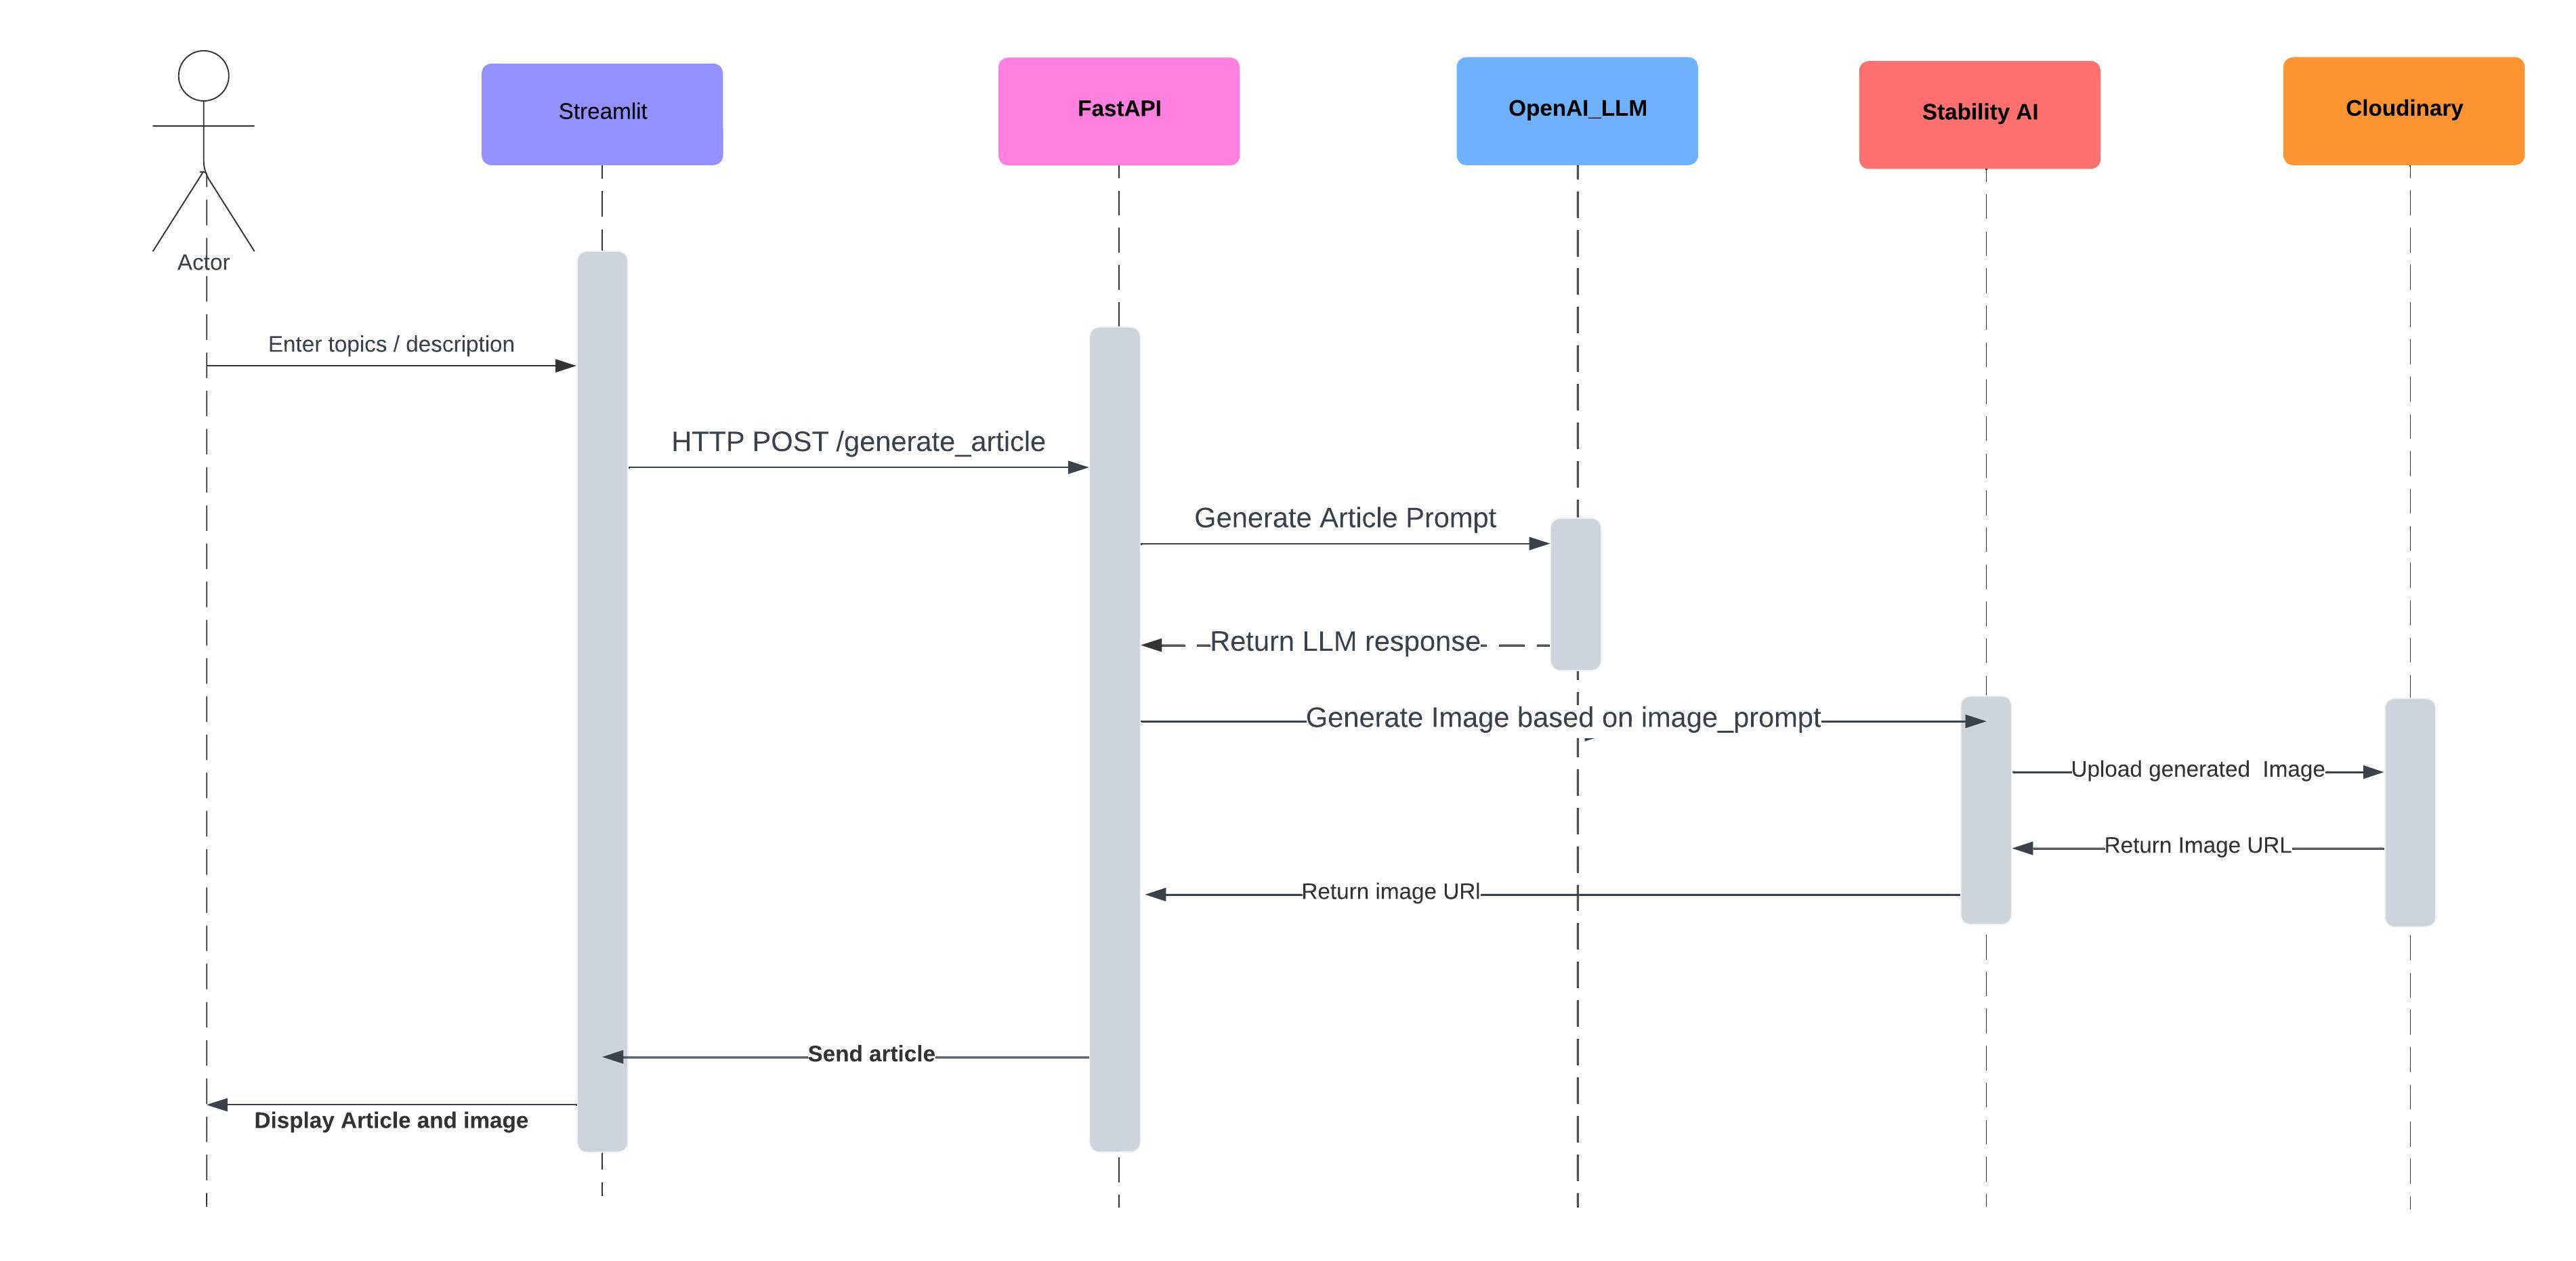 Streamlit
FastAPI
OpenAI_LLM
Stability AI
Cloudinary
Actor
Enter topics / description
HTTP POST /generate_article
Generate Article Prompt
Return LLM response
Generate Image based on image_prompt
Upload generated  Image
Return Image URL
Return image URl
Send article
Display Article and image